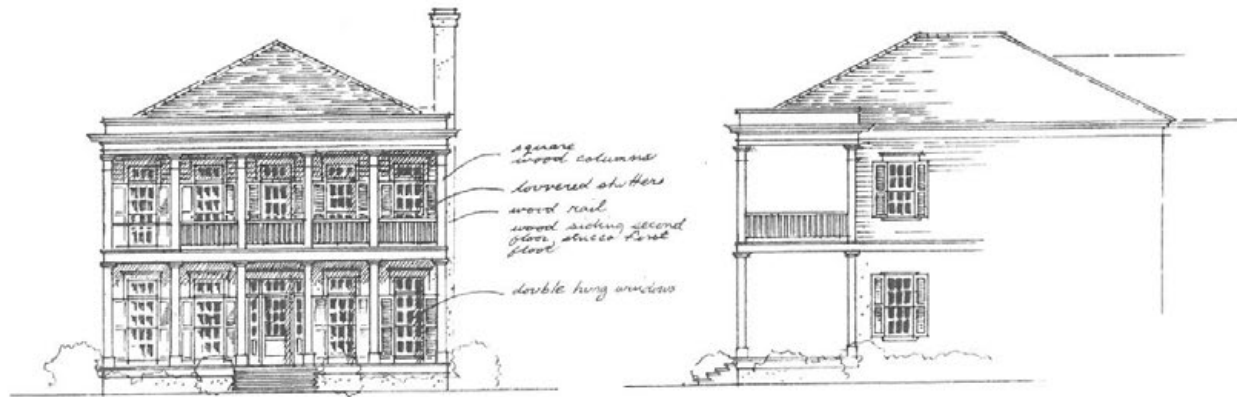 square
wood columns
louvered shutters
wood rail
wood siding second
floor, stucco first
floor
double hung windows